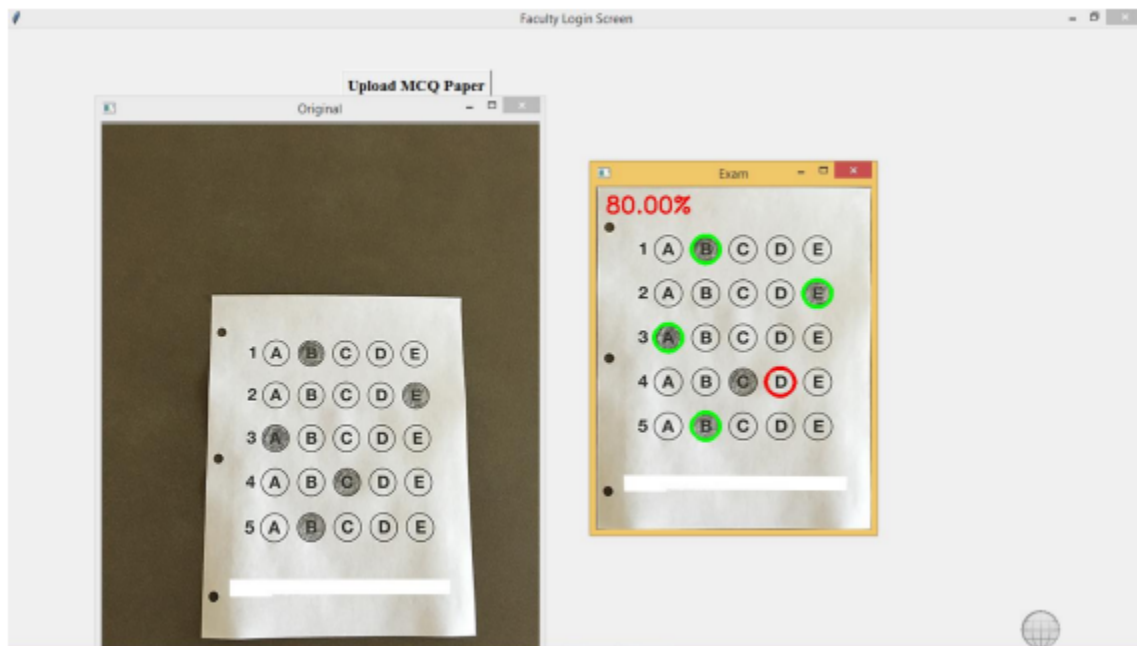 Faculty Login Screen
Upload MCQ Paper
Original
1 A B C D E
2 A B C D E
3 A B C D E
4 A B C D E
5 A B C D E
Exam
80.00%
1 A B C D E
2 A B C D E
3 A B C D E
4 A B C D E
5 A B C D E